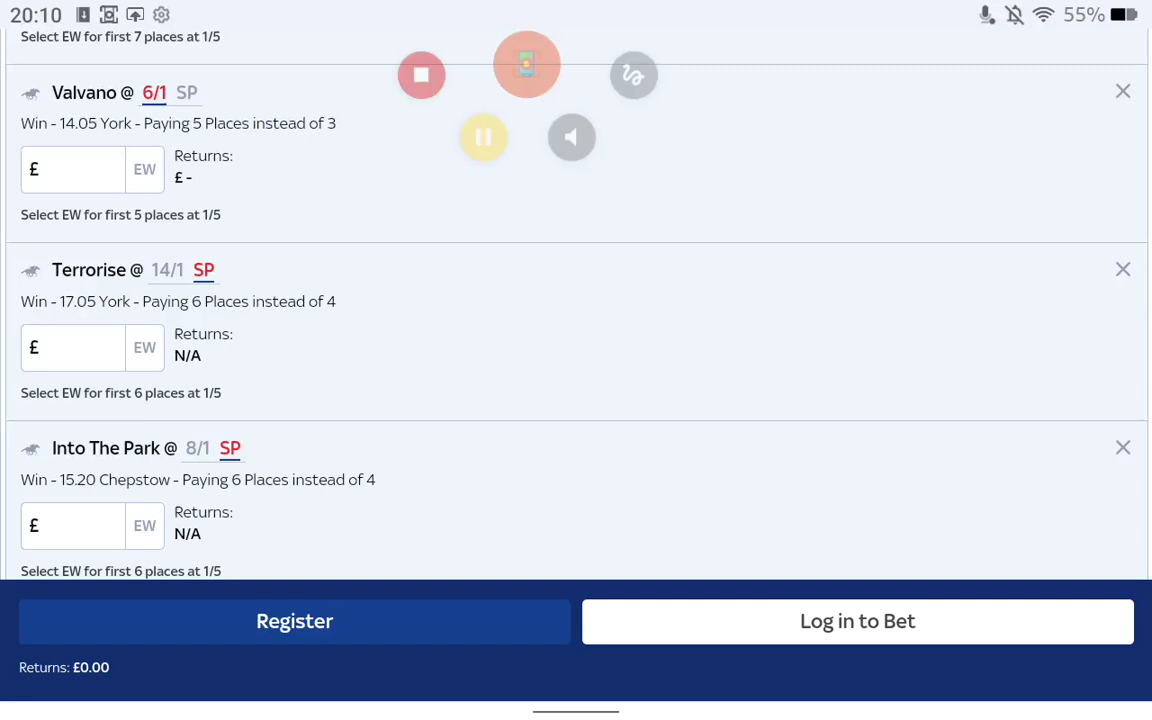 20:10
55%
Select EW for first 7 places at 1/5
Valvano @ 6/1 SP
Win - 14.05 York - Paying 5 Places instead of 3
£ EW
Returns:
£ -
Select EW for first 5 places at 1/5
Terrorise @ 14/1 SP
Win - 17.05 York - Paying 6 Places instead of 4
£ EW
Returns:
N/A
Select EW for first 6 places at 1/5
Into The Park @ 8/1 SP
Win - 15.20 Chepstow - Paying 6 Places instead of 4
£ EW
Returns:
N/A
Select EW for first 6 places at 1/5
Register
Log in to Bet
Returns: £0.00